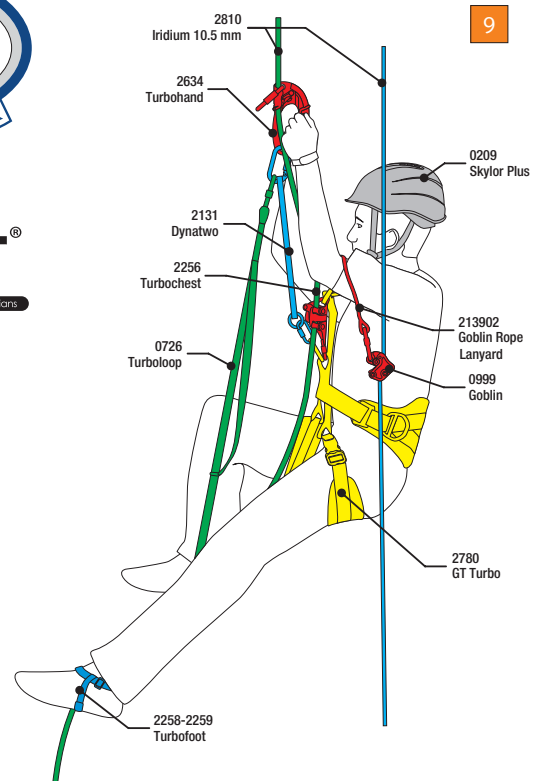 2810
Iridium 10.5 mm
9
2634
Turbohand
0209
Skylor Plus
®
2131
Dynatwo
2256
Turbochest
ans
213902
Goblin Rope
Lanyard
0726
Turboloop
0999
Goblin
2780
GT Turbo
2258-2259
Turbofoot